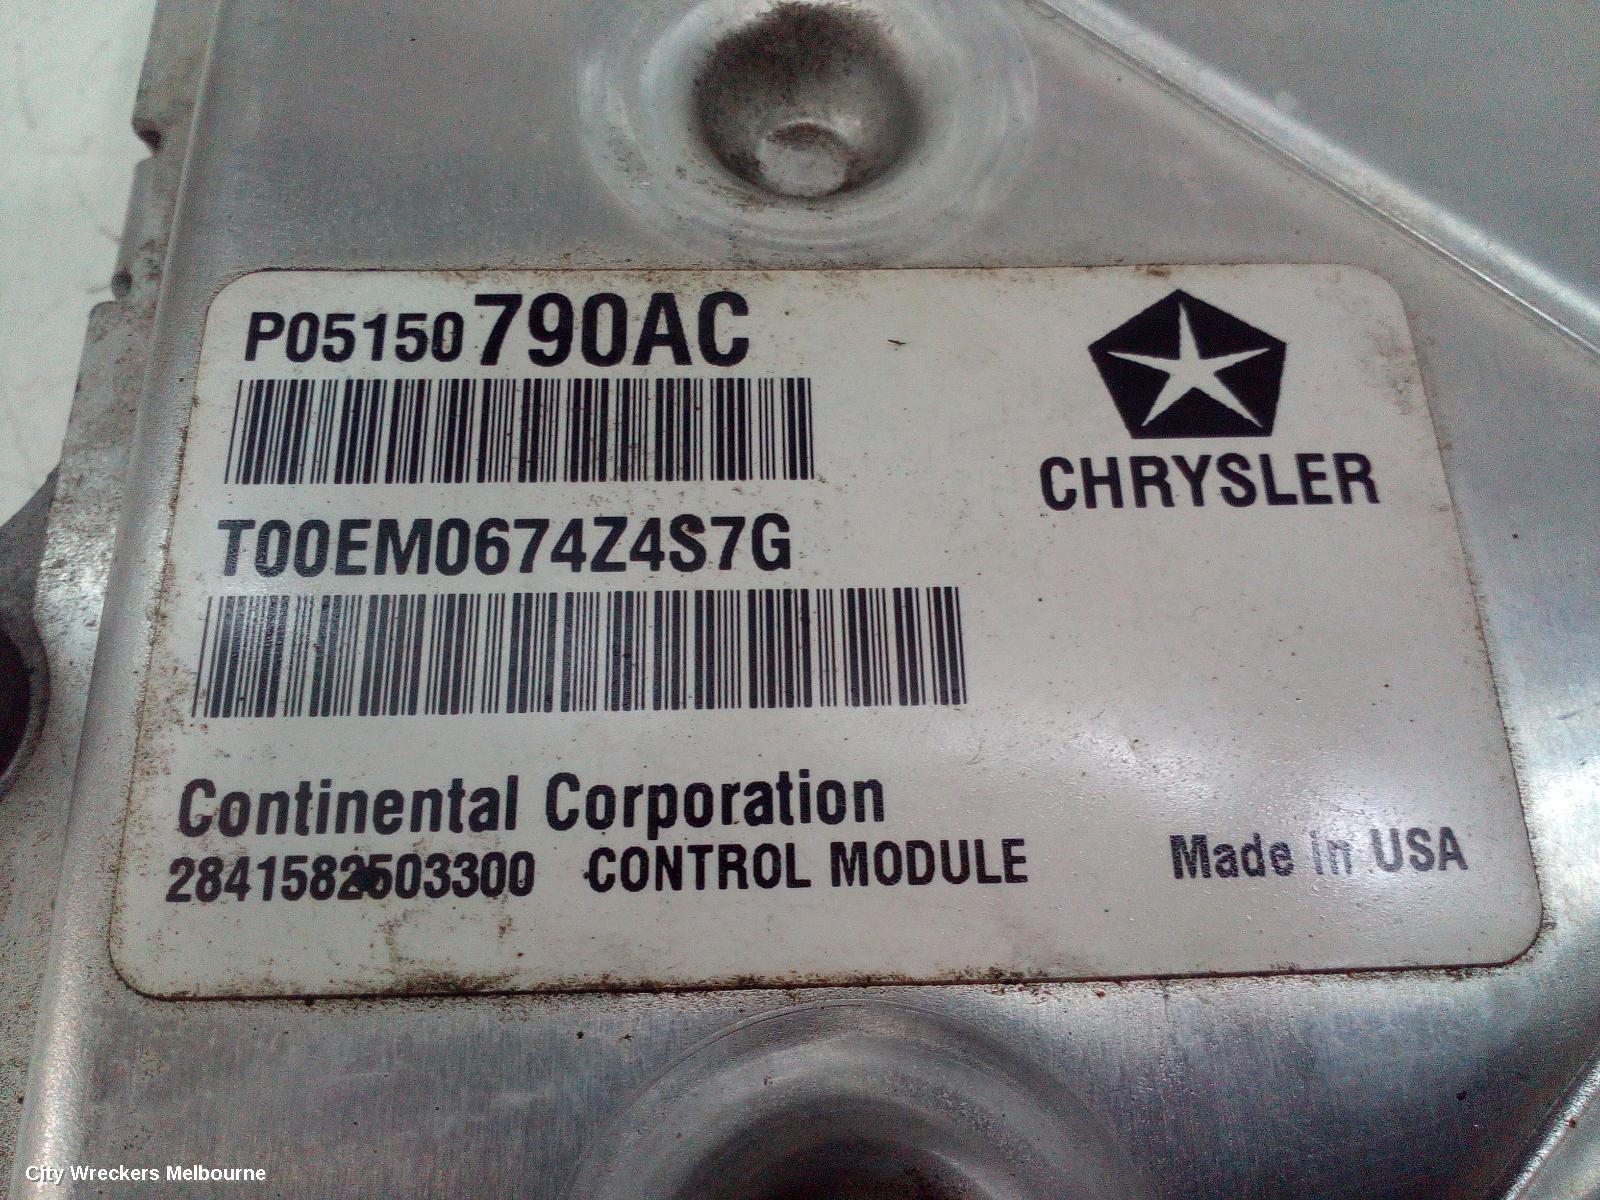 P05150790AC
CHRYSLER
T00EM0674Z4S7G
Continental Corporation
2841582503300 CONTROL MODULE Made in USA
City Wreckers Melbourne